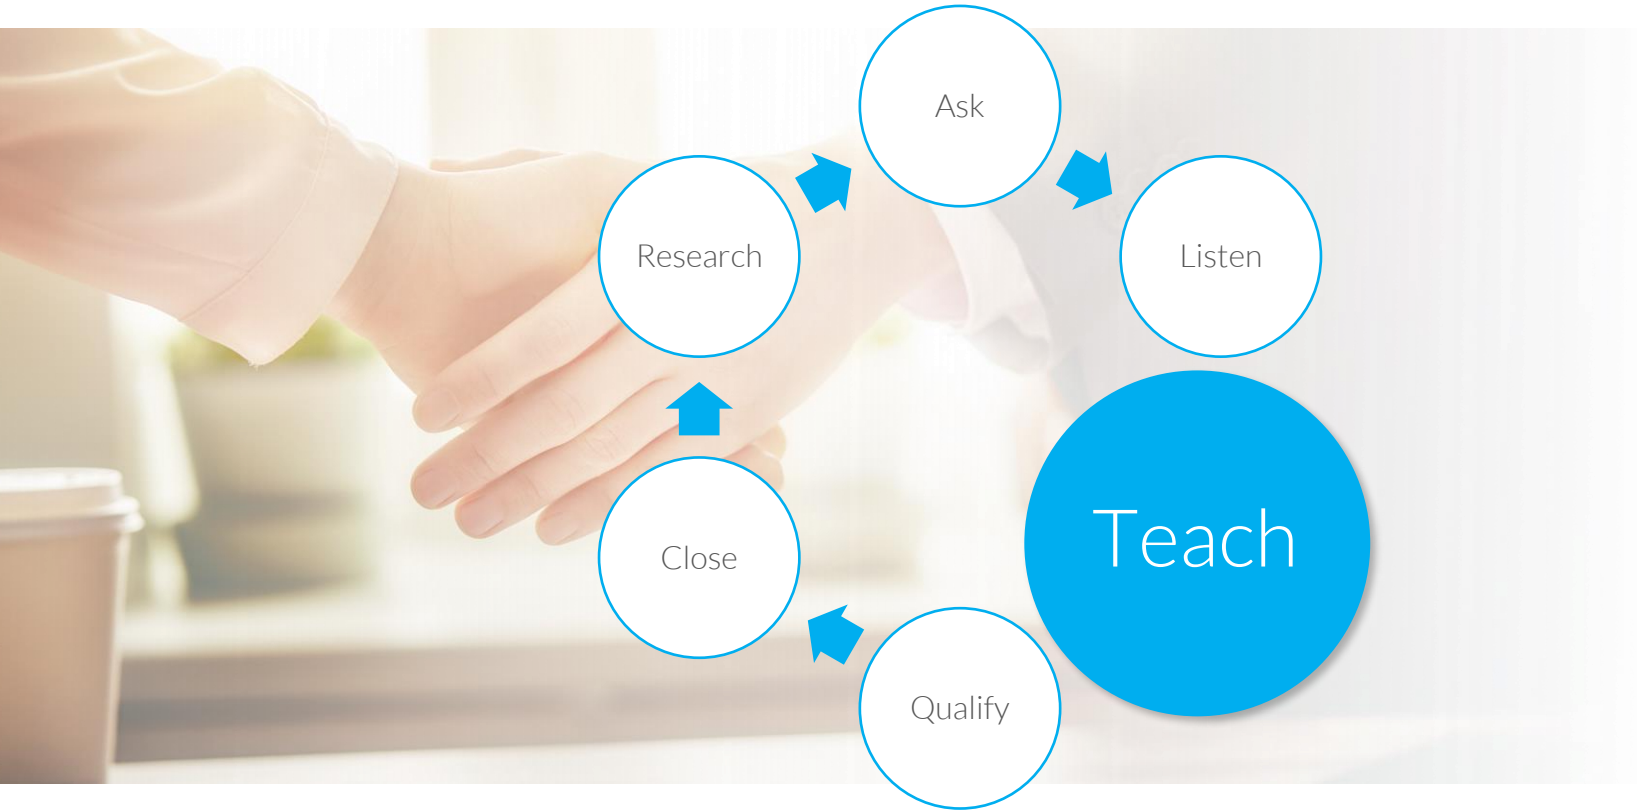 Ask
Research
Listen
Teach
Close
Qualify